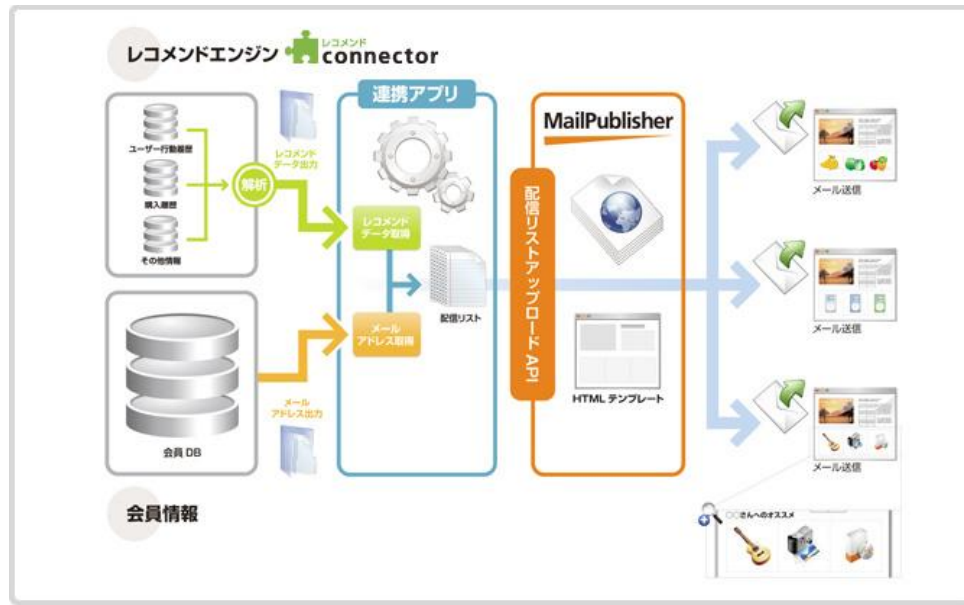 レコメンドエンジン
レコメンド
connector
ユーザー行動履歴
購入履歴
その他情報
解析
レコメンド
データ出力
連携アプリ
レコメンド
データ取得
メール
アドレス取得
配信リスト
会員 DB
メール
アドレス出力
会員情報
MailPublisher
配信リストアップロード API
HTML テンプレート
メール送信
メール送信
メール送信
○○さんへのオススメ